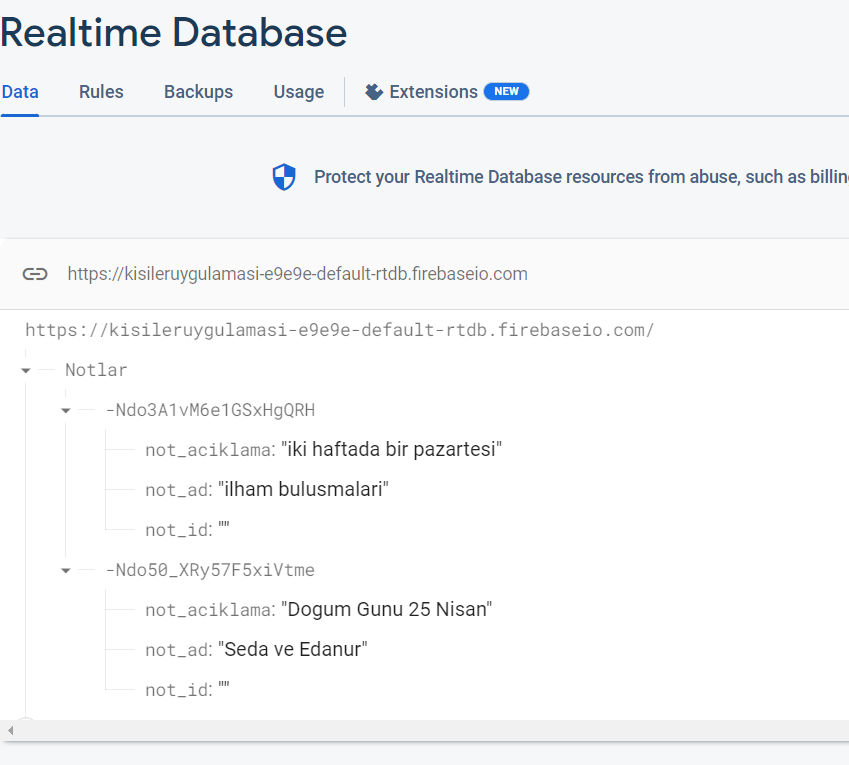 Realtime Database
Data Rules Backups Usage Extensions NEW
Protect your Realtime Database resources from abuse, such as billin
https://kisileruygulamasi-e9e9e-default-rtdb.firebaseio.com
https://kisileruygulamasi-e9e9e-default-rtdb.firebaseio.com/
Notlar
-Ndo3A1vM6e1GSxHgQRH
not_aciklama: "iki haftada bir pazartesi"
not_ad: "ilham bulusmalari"
not_id: ""
-Ndo50_XRy57F5xiVtme
not_aciklama: "Dogum Gunu 25 Nisan"
not_ad: "Seda ve Edanur"
not_id: ""